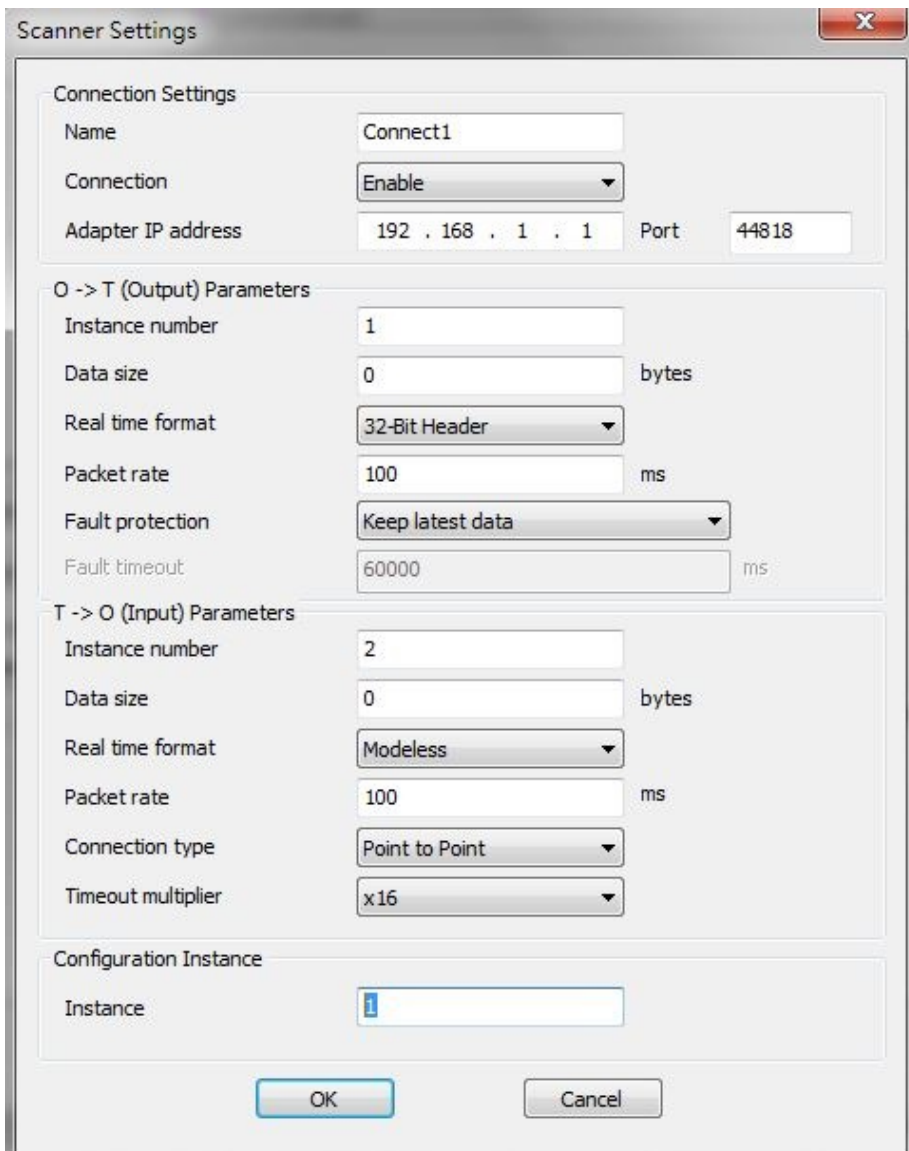 Scanner Settings
Connection Settings
Name Connect1
Connection Enable
Adapter IP address 192 . 168 . 1 . 1 Port 44818
O -> T (Output) Parameters
Instance number 1
Data size 0 bytes
Real time format 32-Bit Header
Packet rate 100 ms
Fault protection Keep latest data
Fault timeout 60000 ms
T -> O (Input) Parameters
Instance number 2
Data size 0 bytes
Real time format Modeless
Packet rate 100 ms
Connection type Point to Point
Timeout multiplier x16
Configuration Instance
Instance 1
OK Cancel